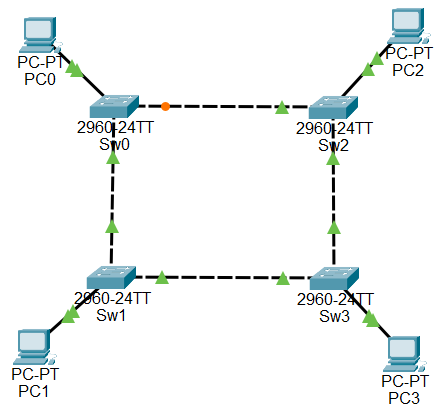 PC-PT
PC0
PC-PT
PC2
2960-24TT
Sw0
2960-24TT
Sw2
2960-24TT
Sw1
2960-24TT
Sw3
PC-PT
PC1
PC-PT
PC3